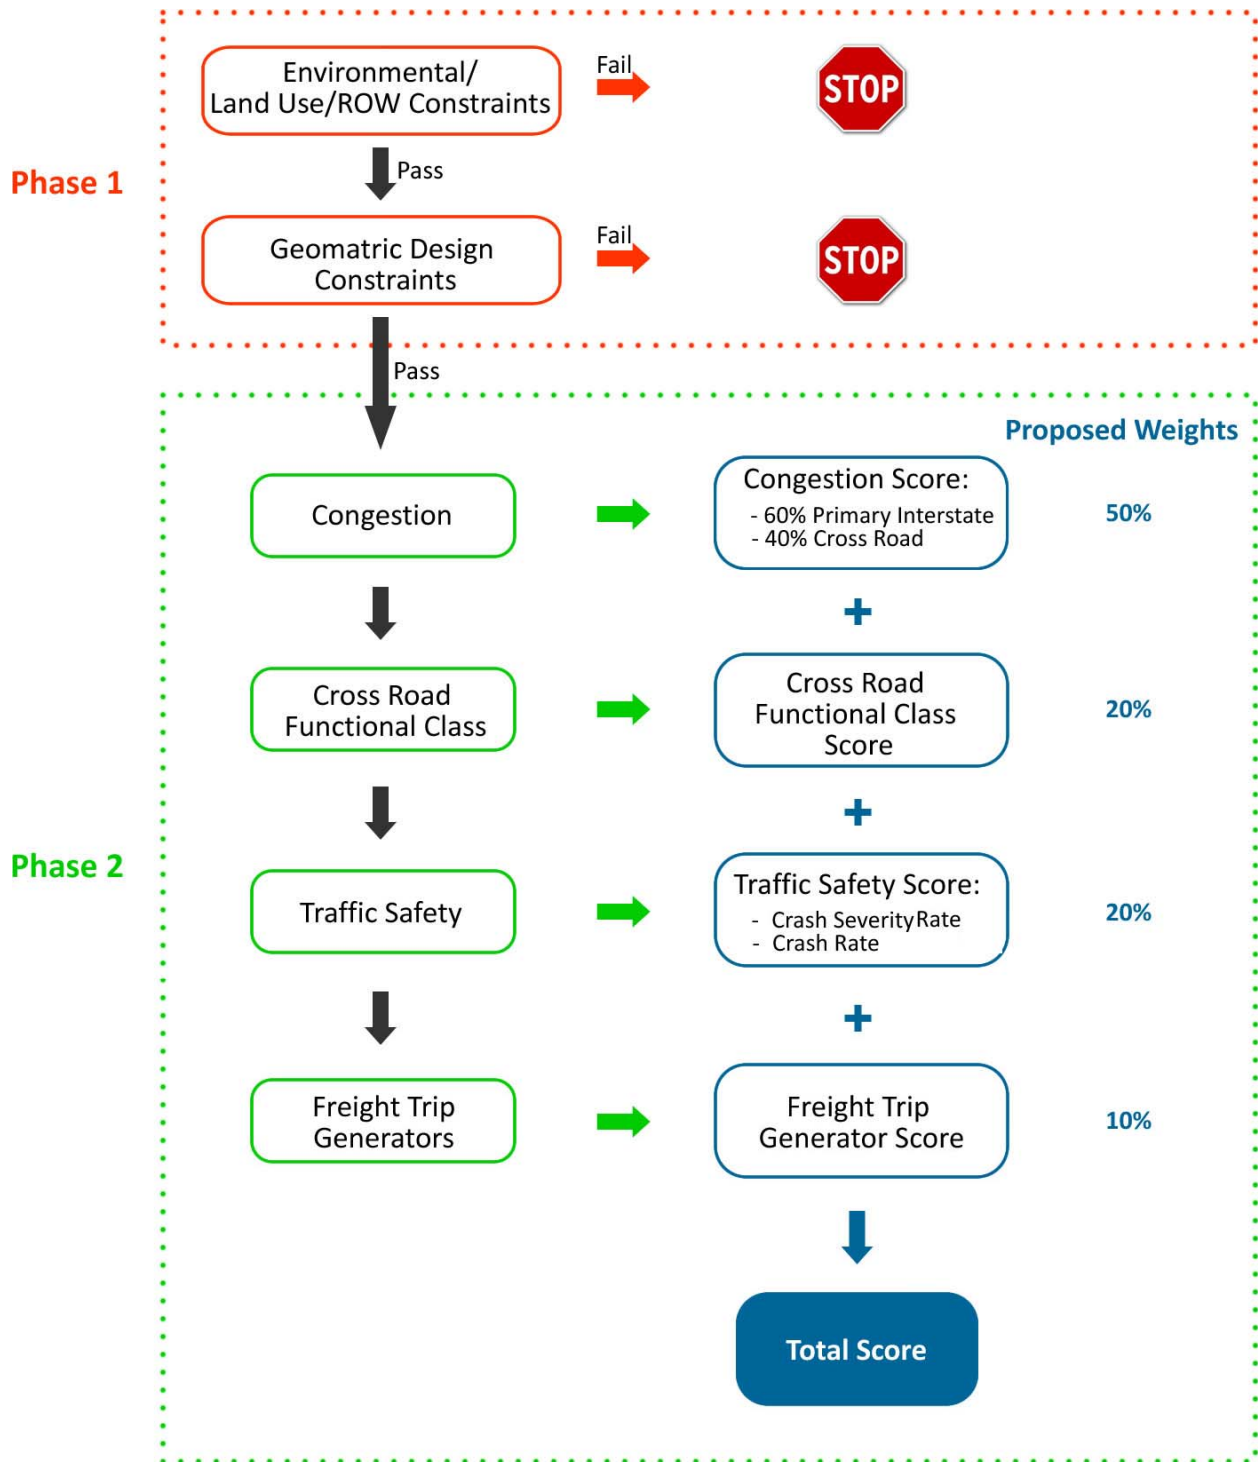 Phase 1
Environmental/
Land Use/ROW Constraints
Fail
STOP
Pass
Geomatric Design
Constraints
Fail
STOP
Pass
Phase 2
Proposed Weights
Congestion
Congestion Score:
- 60% Primary Interstate
- 40% Cross Road
50%
+
Cross Road
Functional Class
Cross Road
Functional Class
Score
20%
+
Traffic Safety
Traffic Safety Score:
- Crash Severity Rate
- Crash Rate
20%
+
Freight Trip
Generators
Freight Trip
Generator Score
10%
Total Score